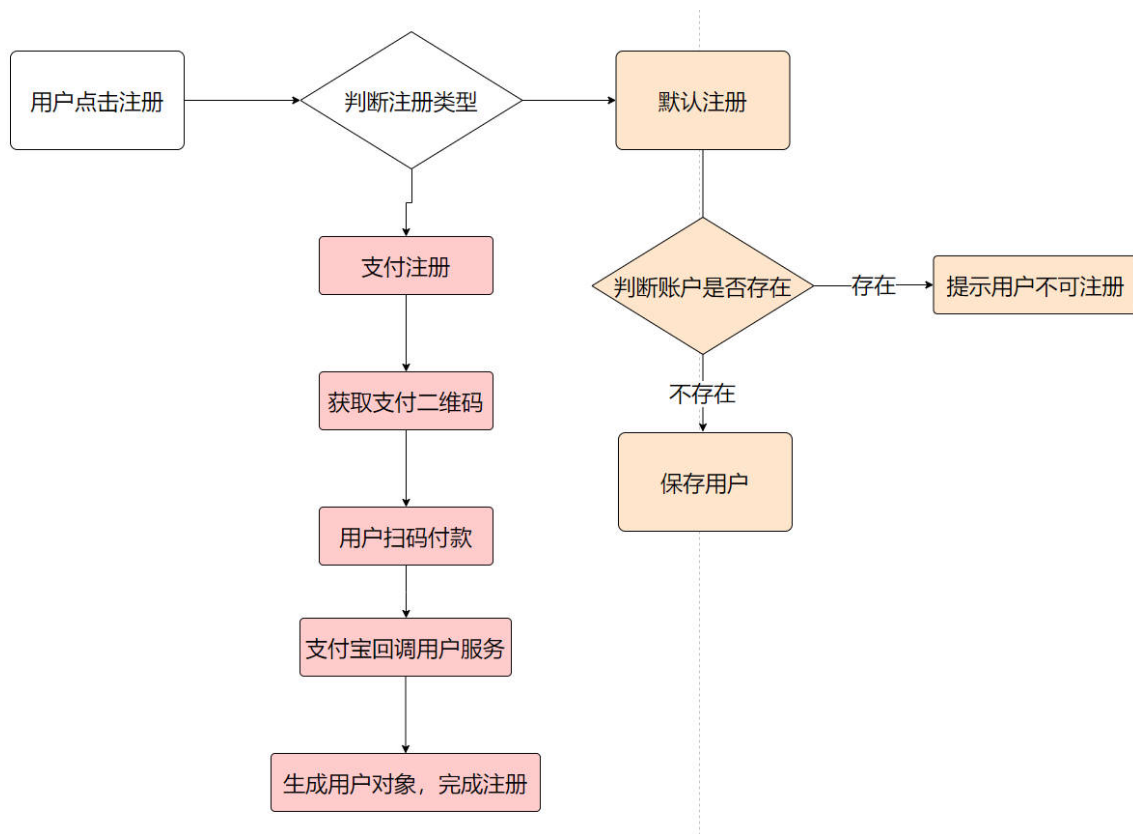 用户点击注册
判断注册类型
默认注册
支付注册
判断账户是否存在
存在
提示用户不可注册
获取支付二维码
不存在
保存用户
用户扫码付款
支付宝回调用户服务
生成用户对象，完成注册